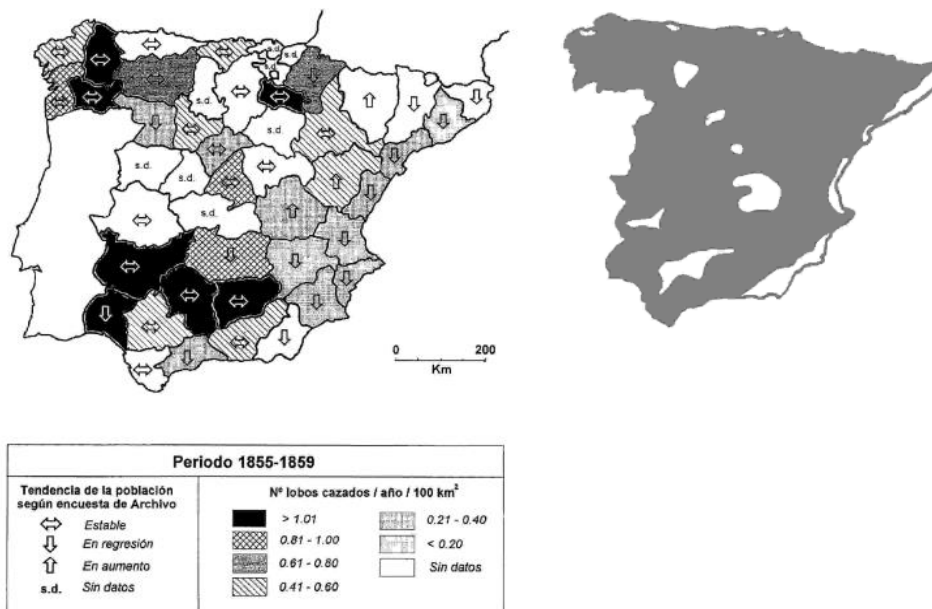 s.d.
s.d.
s.d.
s.d.
s.d.
s.d.
s.d.
s.d.
s.d.
0 200
Km
Periodo 1855-1859
Tendencia de la población
según encuesta de Archivo
Estable
En regresión
En aumento
s.d. Sin datos
Nº lobos cazados / año / 100 km²
> 1.01
0.81 - 1.00
0.61 - 0.80
0.41 - 0.60
0.21 - 0.40
< 0.20
Sin datos